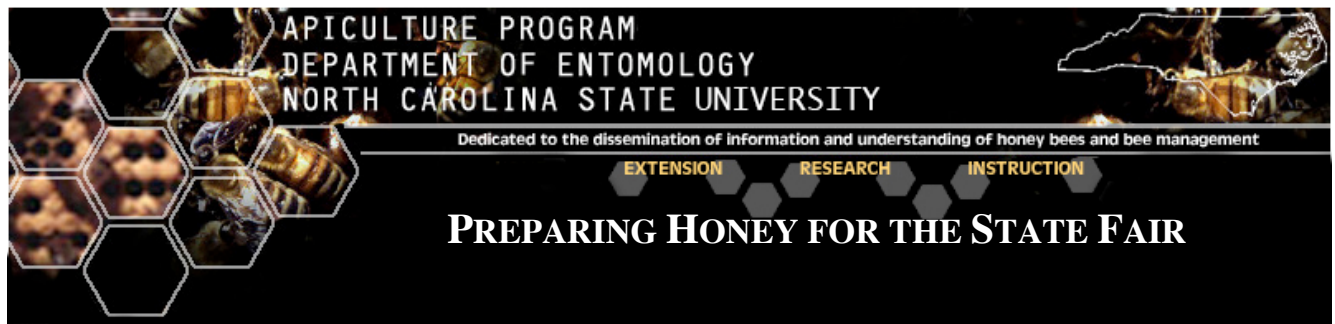 APICULTURE PROGRAM
DEPARTMENT OF ENTOMOLOGY
NORTH CAROLINA STATE UNIVERSITY
Dedicated to the dissemination of information and understanding of honey bees and bee management
EXTENSION RESEARCH INSTRUCTION
PREPARING HONEY FOR THE STATE FAIR